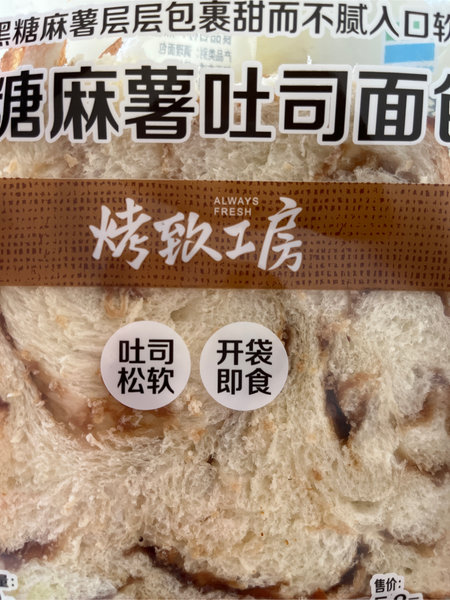 黑糖麻薯层层包裹甜而不腻入口软
糖麻薯吐司面包
ALWAYS
FRESH
烤致工房
吐司
松软
开袋
即食
售价: